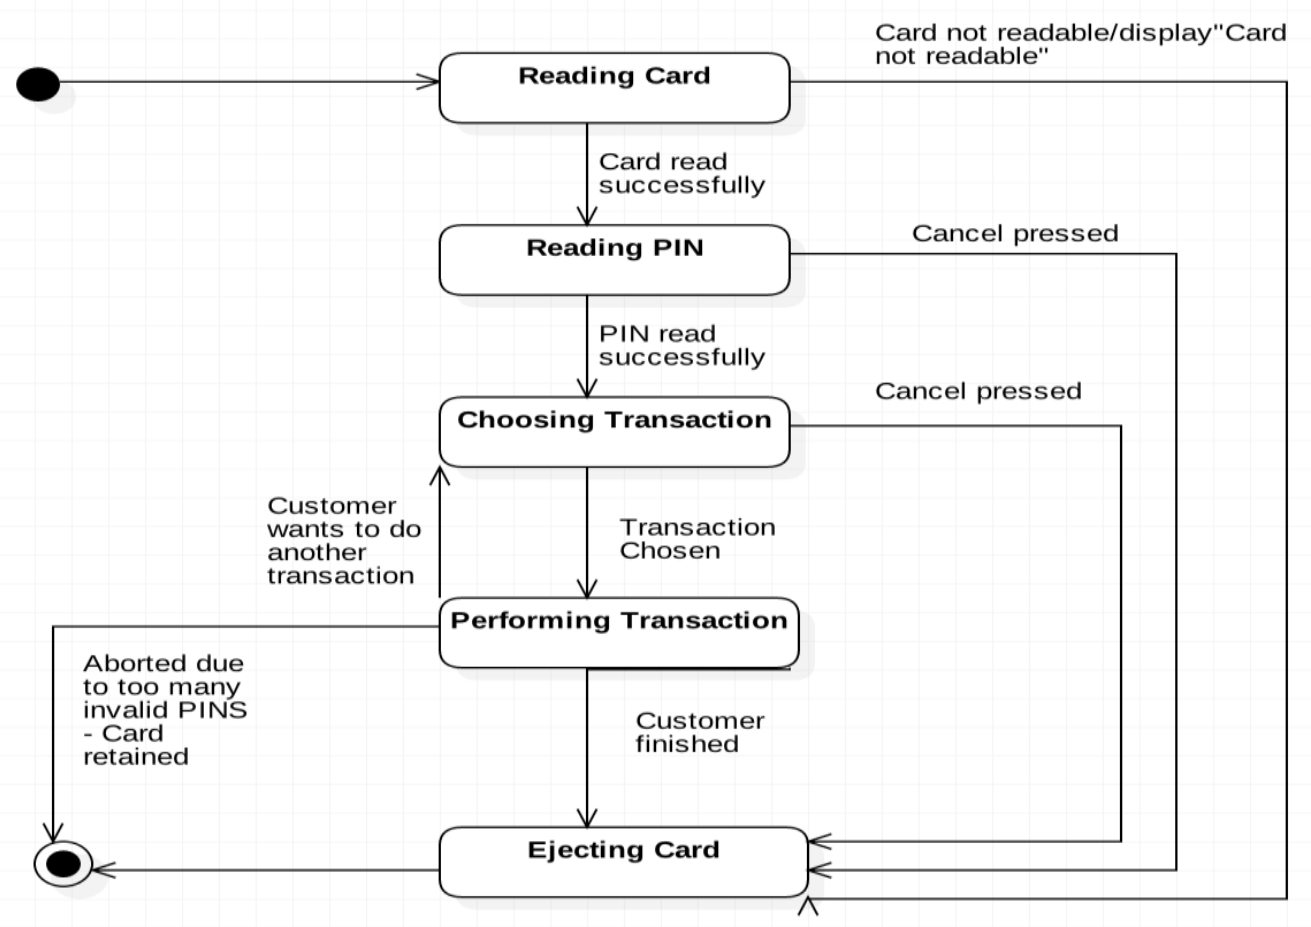 Card not readable/display"Card
not readable"
Reading Card
Card read
successfully
Reading PIN
Cancel pressed
PIN read
successfully
Cancel pressed
Choosing Transaction
Customer
wants to do
another
transaction
Transaction
Chosen
Performing Transaction
Aborted due
to too many
invalid PINS
- Card
retained
Customer
finished
Ejecting Card